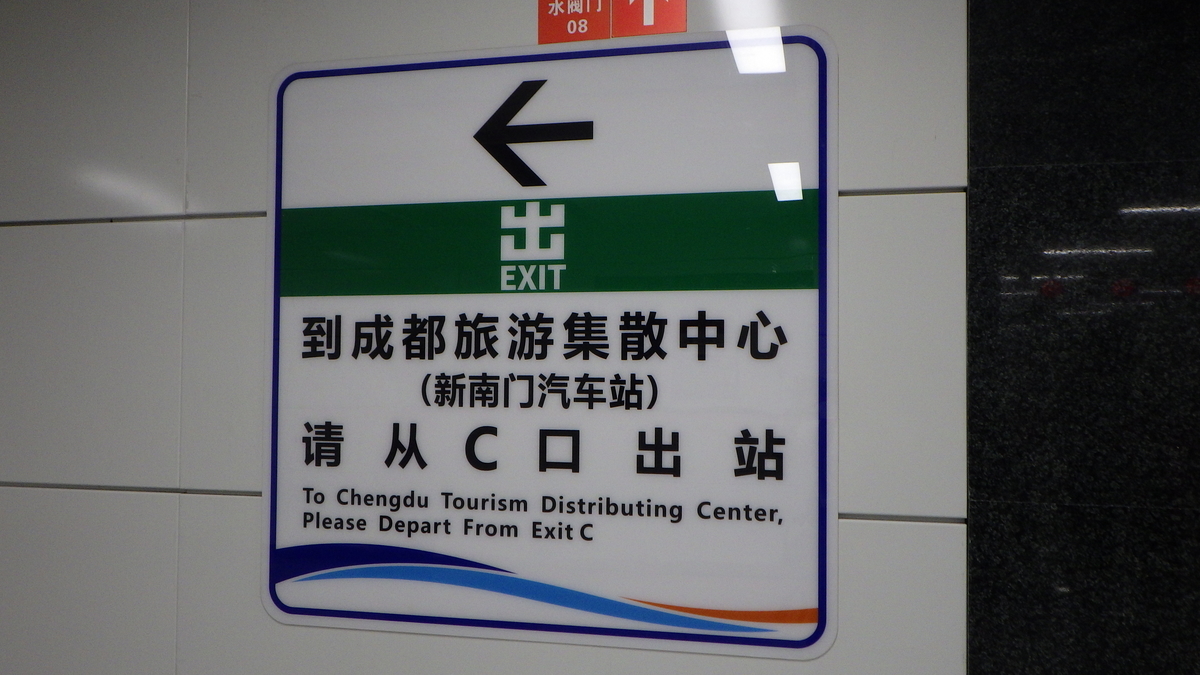 水阀门
08
出
EXIT
到成都旅游集散中心
（新南门汽车站）
请从C口出站
To Chengdu Tourism Distributing Center,
Please Depart From Exit C